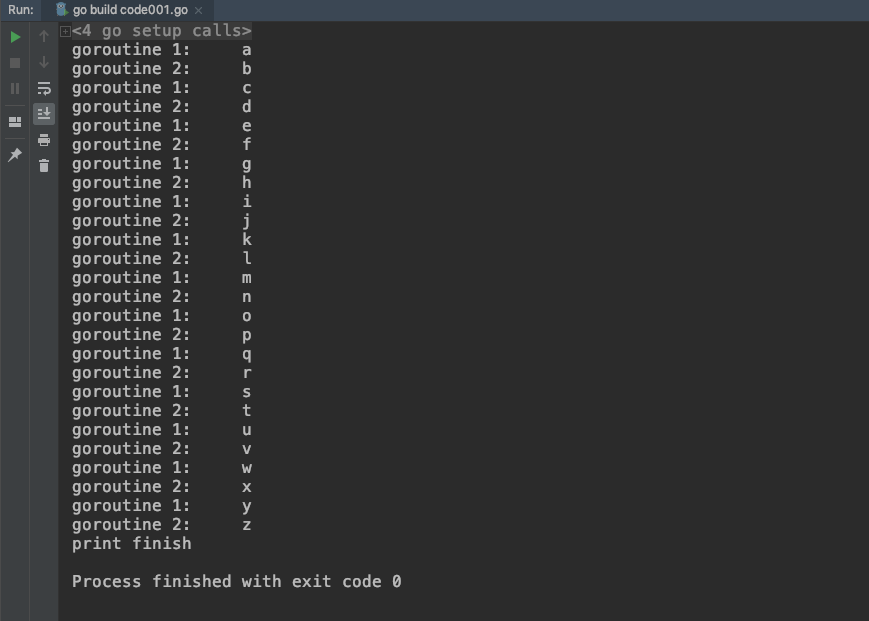 Run: go build code001.go ×
<4 go setup calls>
goroutine 1: a
goroutine 2: b
goroutine 1: c
goroutine 2: d
goroutine 1: e
goroutine 2: f
goroutine 1: g
goroutine 2: h
goroutine 1: i
goroutine 2: j
goroutine 1: k
goroutine 2: l
goroutine 1: m
goroutine 2: n
goroutine 1: o
goroutine 2: p
goroutine 1: q
goroutine 2: r
goroutine 1: s
goroutine 2: t
goroutine 1: u
goroutine 2: v
goroutine 1: w
goroutine 2: x
goroutine 1: y
goroutine 2: z
print finish
Process finished with exit code 0